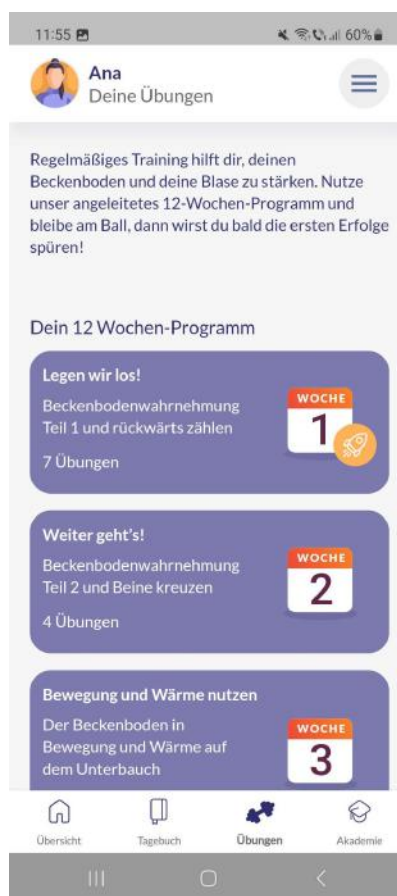 11:55 60%
Ana
Deine Übungen
Regelmäßiges Training hilft dir, deinen
Beckenboden und deine Blase zu stärken. Nutze
unser angeleitetes 12-Wochen-Programm und
bleibe am Ball, dann wirst du bald die ersten Erfolge
spüren!
Dein 12 Wochen-Programm
Legen wir los!
Beckenbodenwahrnehmung
Teil 1 und rückwärts zählen
7 Übungen
WOCHE
1
Weiter geht's!
Beckenbodenwahrnehmung
Teil 2 und Beine kreuzen
4 Übungen
WOCHE
2
Bewegung und Wärme nutzen
Der Beckenboden in
Bewegung und Wärme auf
dem Unterbauch
WOCHE
3
Übersicht Tagebuch Übungen Akademie